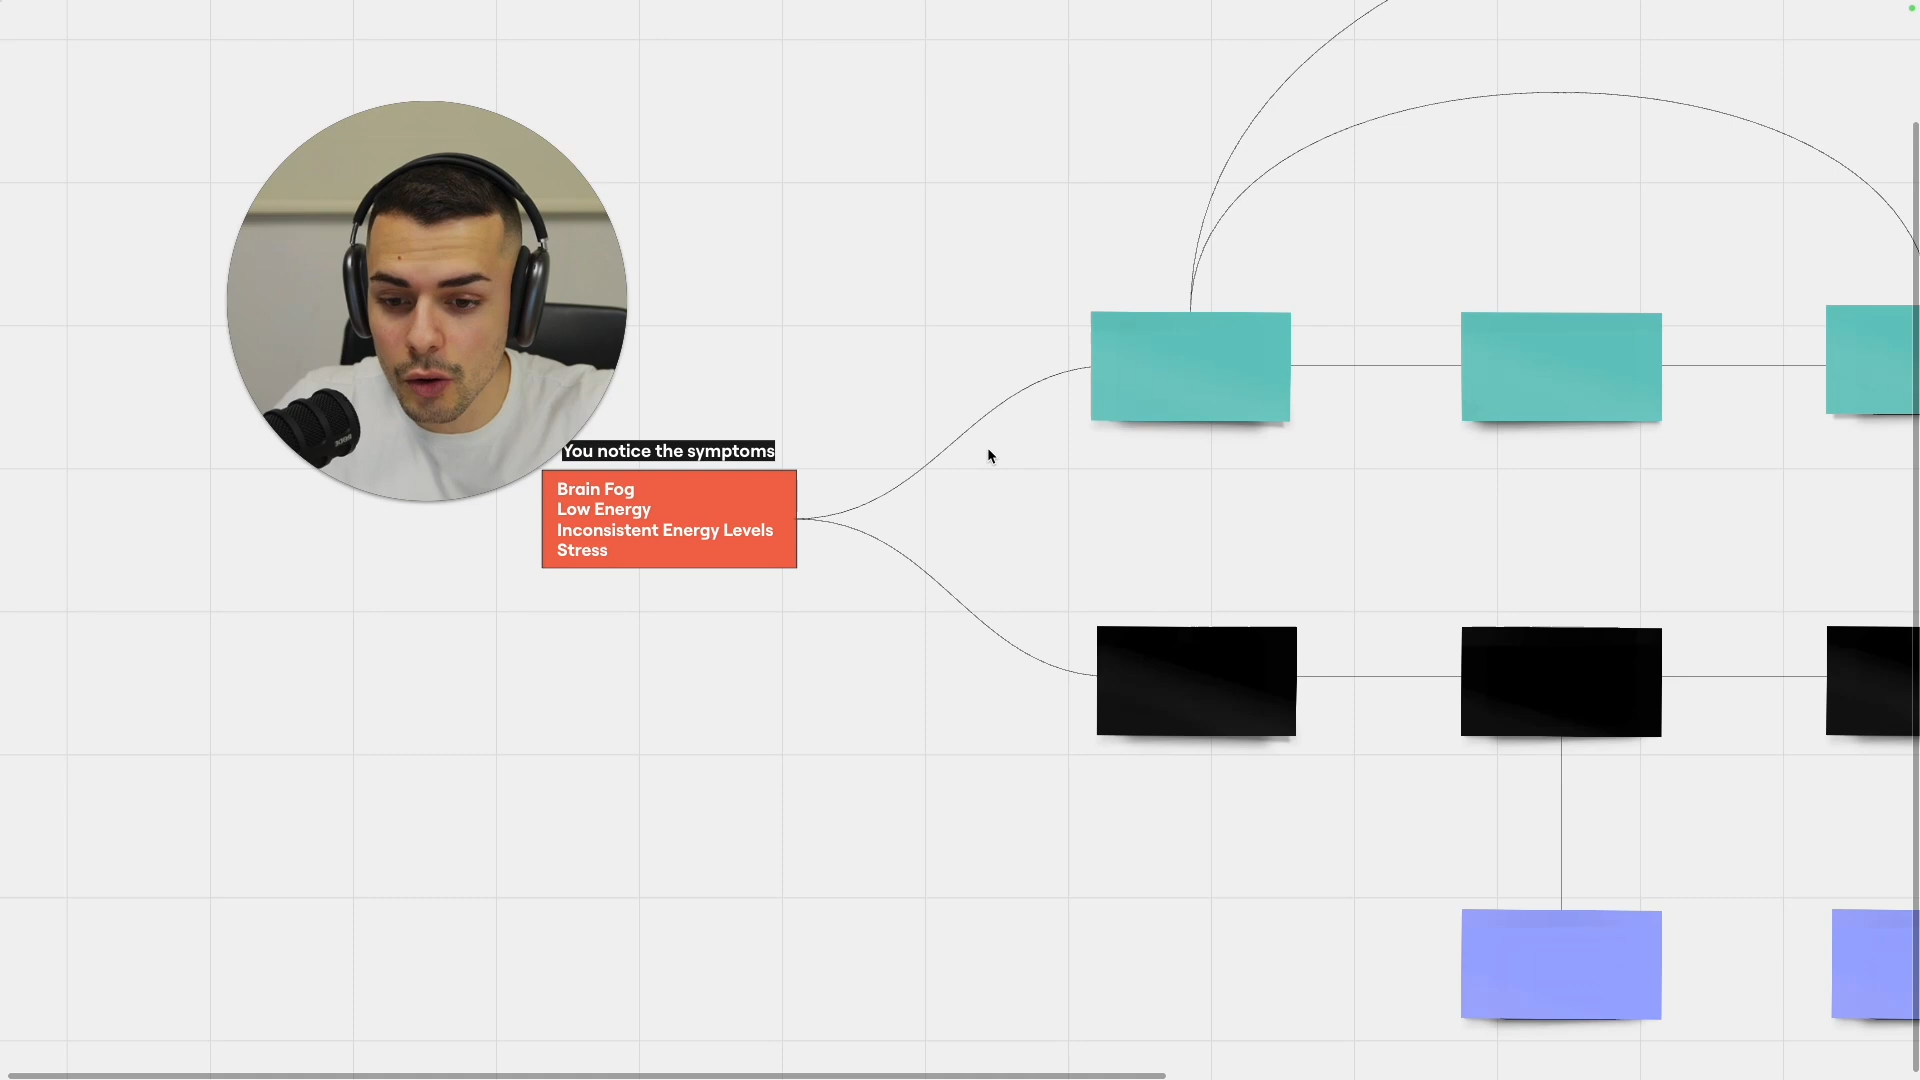 You notice the symptoms
Brain Fog
Low Energy
Inconsistent Energy Levels
Stress